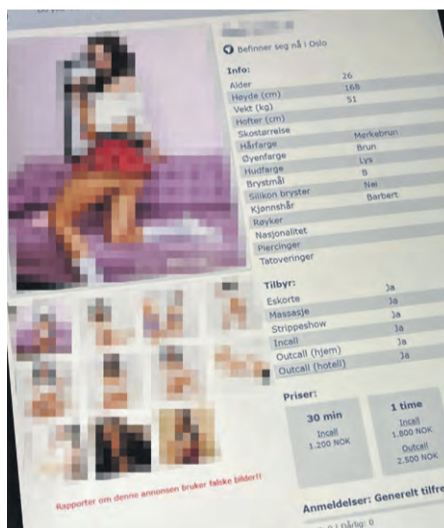 Befinner seg nå i Oslo
Info:
Alder 26
Høyde (cm) 168
Vekt (kg) 51
Hofter (cm)
Skostørrelse
Hårfarge Mørkebrun
Øyenfarge Brun
Hudfarge Lys
Brystmål B
Silikon bryster Nei
Kjønnshår Barbert
Røyker
Nasjonalitet
Piercinger
Tatoveringer
Tilbyr:
Eskorte Ja
Massasje Ja
Strippeshow Ja
Incall Ja
Outcall (hjem) Ja
Outcall (hotell) Ja
Priser:
30 min
Incall
1.200 NOK
1 time
Incall
1.800 NOK
Outcall
2.500 NOK
Rapporter om denne annonsen bruker falske bilder!!
Anmeldelser: Generelt tilfre
0 | Dårlig: 0